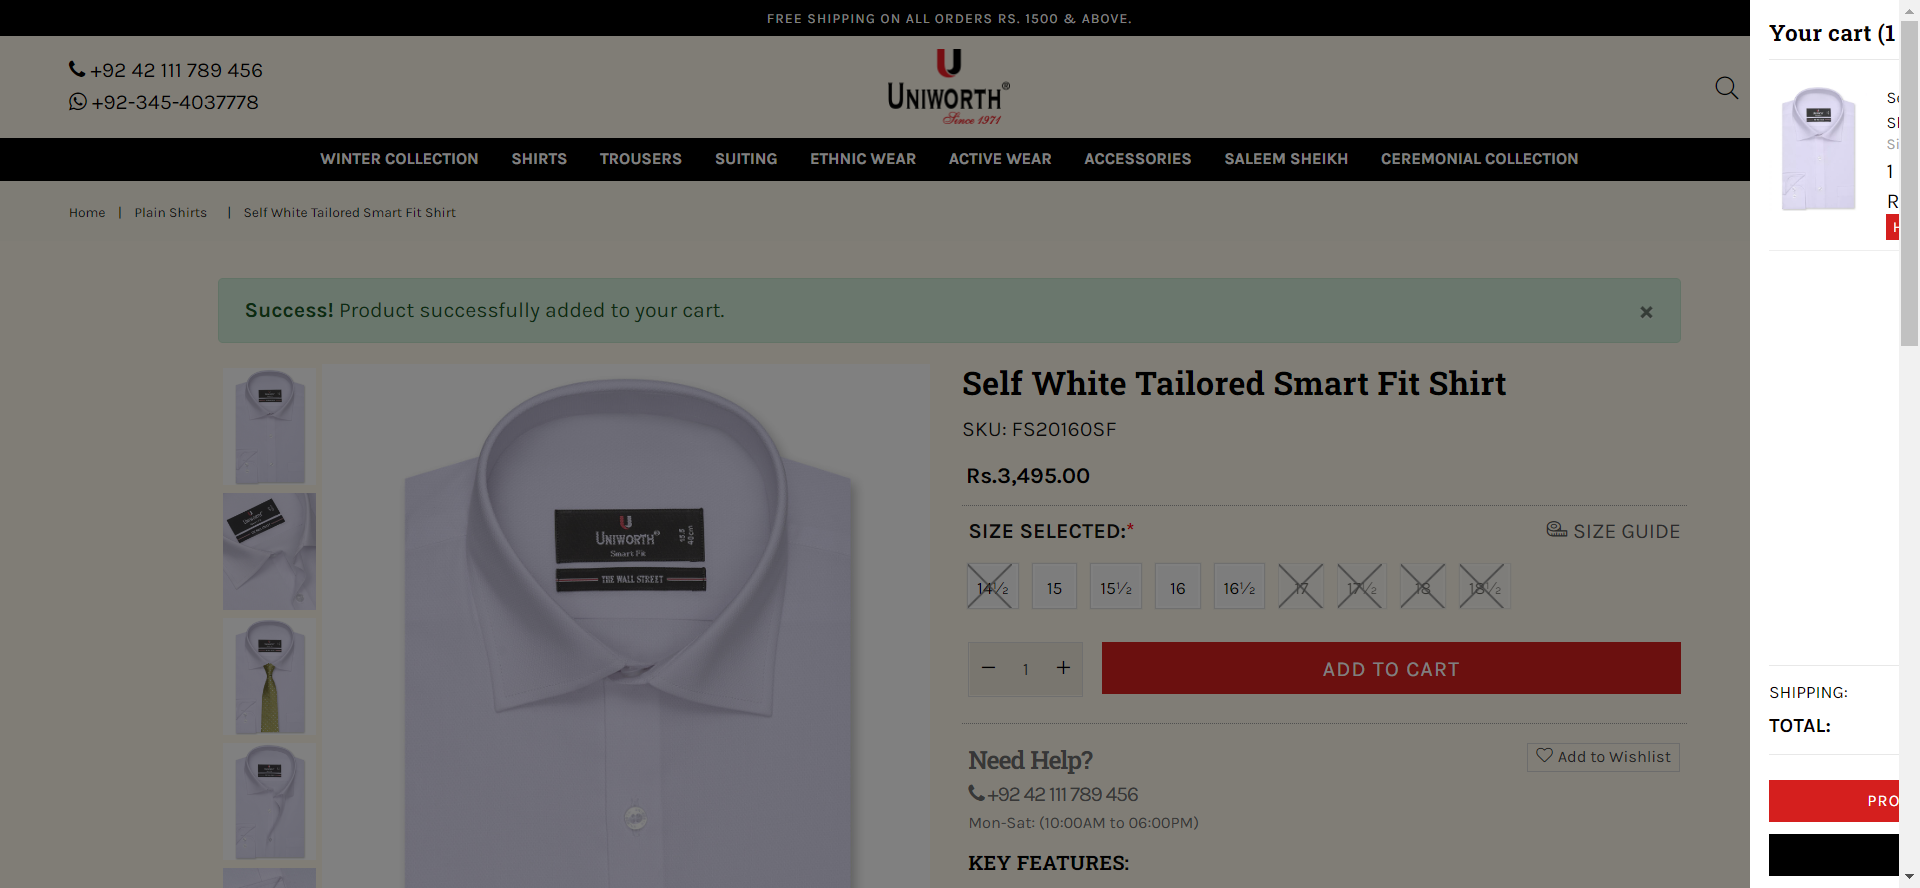 FREE SHIPPING ON ALL ORDERS RS. 1500 & ABOVE.
+92 42 111 789 456
+92-345-4037778
UNIWORTH®
Since 1971
WINTER COLLECTION SHIRTS TROUSERS SUITING ETHNIC WEAR ACTIVE WEAR ACCESSORIES SALEEM SHEIKH CEREMONIAL COLLECTION
Home | Plain Shirts | Self White Tailored Smart Fit Shirt
Success! Product successfully added to your cart. ×
UNIWORTH®
Smart Fit
15.5
40cm
THE WALL STREET
Self White Tailored Smart Fit Shirt
SKU: FS20160SF
Rs.3,495.00
SIZE SELECTED:* SIZE GUIDE
14½ 15 15½ 16 16½ 17 17½ 18 18½
− 1 + ADD TO CART
Need Help? Add to Wishlist
+92 42 111 789 456
Mon-Sat: (10:00AM to 06:00PM)
KEY FEATURES:
Your cart (1
1
R
SHIPPING:
TOTAL:
PRO